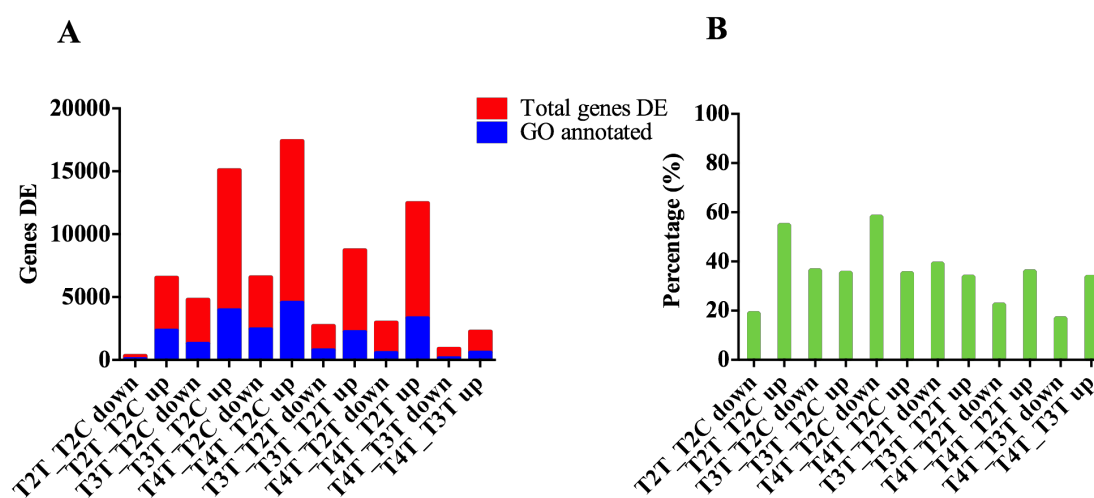 A
20000
15000
10000
5000
0
Genes DE
Total genes DE
GO annotated
T2T_T2C down
T2T_T2C up
T3T_T2C down
T3T_T2C up
T4T_T2C down
T4T_T2C up
T3T_T2T down
T3T_T2T up
T4T_T2T down
T4T_T2T up
T4T_T3T down
T4T_T3T up
B
100
80
60
40
20
0
Percentage (%)
T2T_T2C down
T2T_T2C up
T3T_T2C down
T3T_T2C up
T4T_T2C down
T4T_T2C up
T3T_T2T down
T3T_T2T up
T4T_T2T down
T4T_T2T up
T4T_T3T down
T4T_T3T up